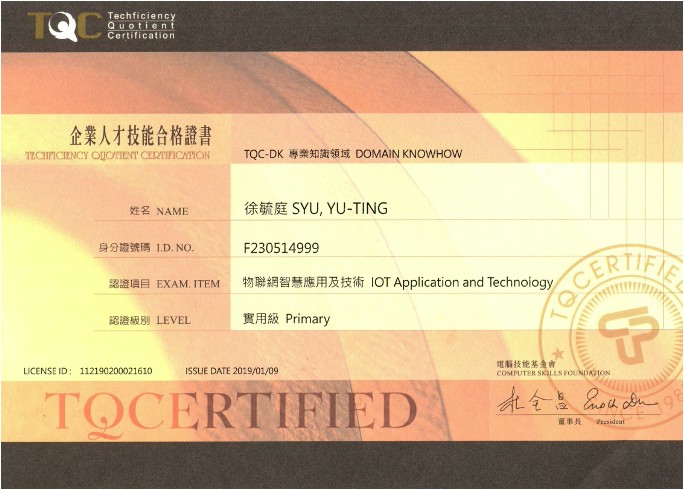 TQC Techficiency
Quotient
Certification
企業人才技能合格證書
TECHFICIENCY QUOTIENT CERTIFICATION
TQC-DK 專業知識領域 DOMAIN KNOWHOW
姓名 NAME 徐毓庭 SYU, YU-TING
身分證號碼 I.D. NO. F230514999
認證項目 EXAM. ITEM 物聯網智慧應用及技術 IOT Application and Technology
認證級別 LEVEL 實用級 Primary
TQCERTIFIED
LICENSE ID : 112190200021610 ISSUE DATE 2019/01/09
電腦技能基金會
COMPUTER SKILLS FOUNDATION
TQCERTIFIED
董事長 President